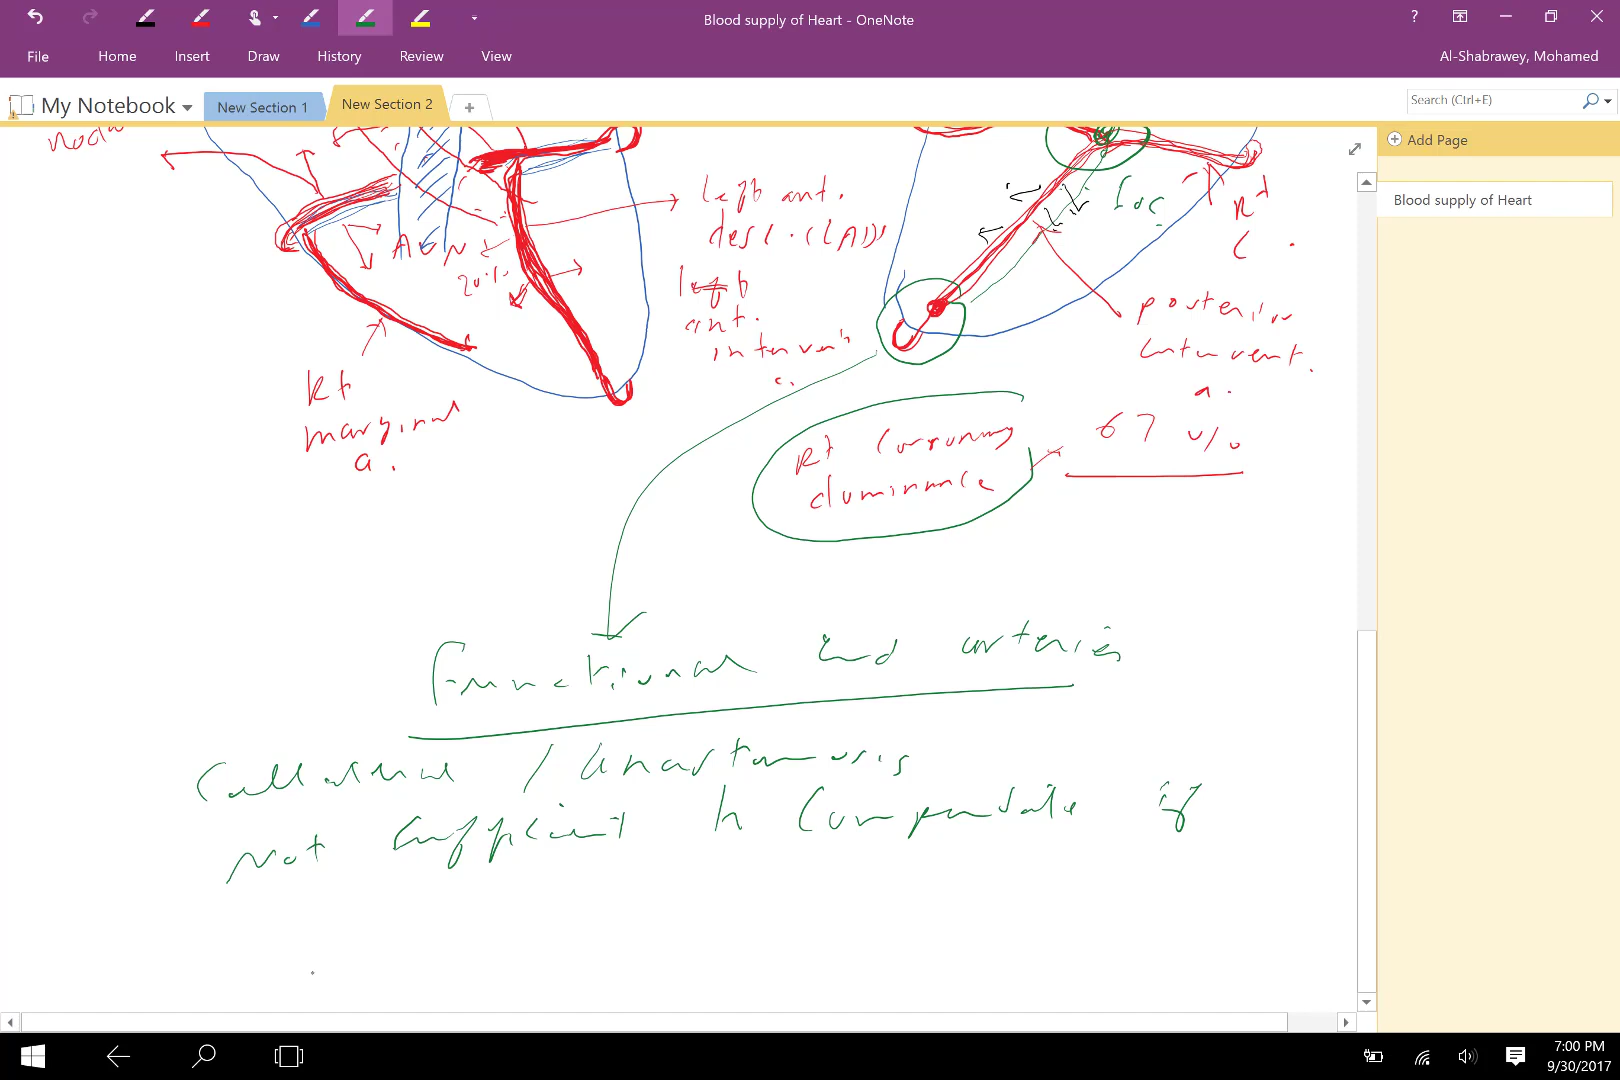 Blood supply of Heart - OneNote
?
File Home Insert Draw History Review View
Al-Shabrawey, Mohamed
My Notebook
New Section 1
New Section 2
Search (Ctrl+E)
Add Page
Blood supply of Heart
left ant.
desc. (LAD)
left
ant.
intervent
a.
20%
Rt
marginal
a.
posterior
intervent.
a.
67 %
Rt coronary
dominance
Functional end arteries
Collateral / anastomosis
not sufficient to compensate if
7:00 PM
9/30/2017